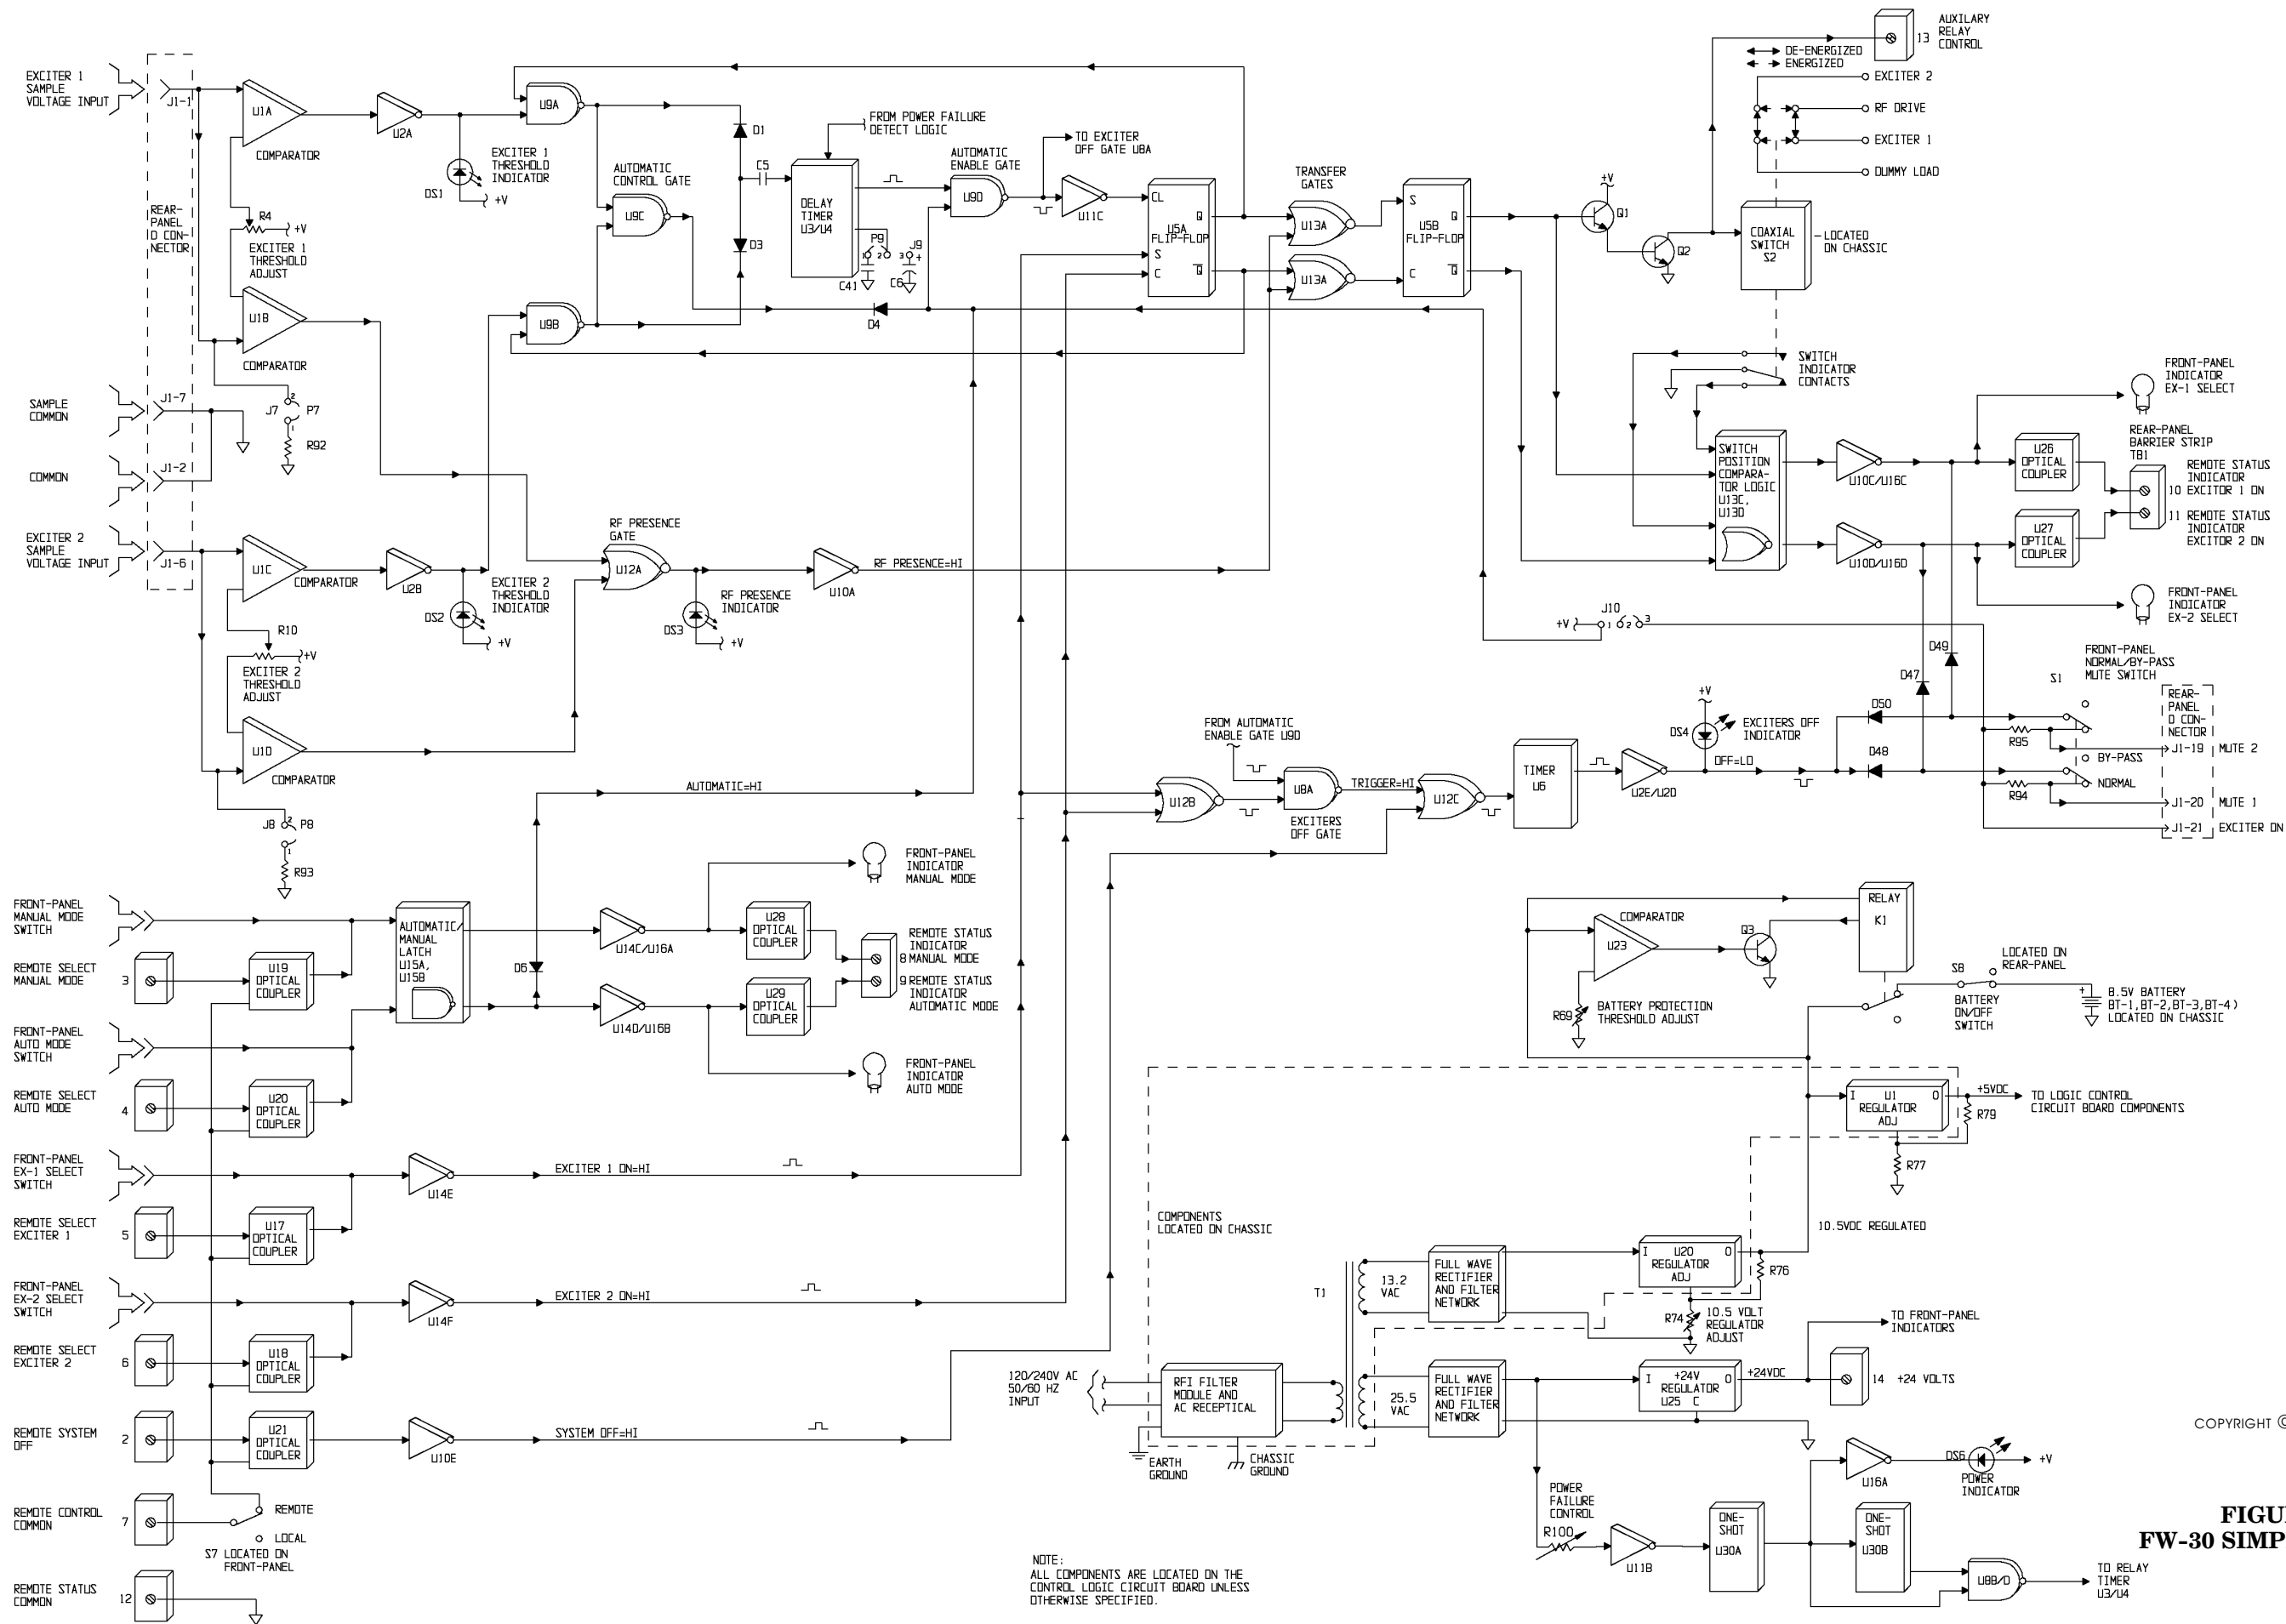 EXCITER 1
SAMPLE
VOLTAGE INPUT
J1-1
U1A
COMPARATOR
U2A
DS1
+V
EXCITER 1
THRESHOLD
INDICATOR
REAR-
PANEL
D CON-
NECTOR
R4
+V
EXCITER 1
THRESHOLD
ADJUST
U1B
COMPARATOR
SAMPLE
COMMON
J1-7
J7
2
P7
1
R92
COMMON
J1-2
EXCITER 2
SAMPLE
VOLTAGE INPUT
J1-6
U1C
COMPARATOR
U2B
DS2
+V
EXCITER 2
THRESHOLD
INDICATOR
R10
+V
EXCITER 2
THRESHOLD
ADJUST
U1D
COMPARATOR
J8
2
P8
1
R93
U9A
U9B
AUTOMATIC
CONTROL GATE
U9C
D1
D3
C5
FROM POWER FAILURE
DETECT LOGIC
DELAY
TIMER
U3/U4
P9
J9
1
2
3
+
C41
C6
D4
AUTOMATIC
ENABLE GATE
U9D
TO EXCITER
OFF GATE U8A
U11C
CL
Q
U5A
FLIP-FLOP
S
C
Q
TRANSFER
GATES
U13A
U13A
S
Q
U5B
FLIP-FLOP
C
Q
+V
Q1
Q2
AUXILARY
RELAY
CONTROL
13
DE-ENERGIZED
ENERGIZED
EXCITER 2
RF DRIVE
EXCITER 1
DUMMY LOAD
COAXIAL
SWITCH
S2
LOCATED
ON CHASSIC
SWITCH
INDICATOR
CONTACTS
SWITCH
POSITION
COMPARA-
TOR LOGIC
U13C,
U13D
U10C/U16C
U10D/U16D
FRONT-PANEL
INDICATOR
EX-1 SELECT
U26
OPTICAL
COUPLER
U27
OPTICAL
COUPLER
REAR-PANEL
BARRIER STRIP
TB1
REMOTE STATUS
INDICATOR
10 EXCITOR 1 ON
11 REMOTE STATUS
INDICATOR
EXCITER 2 ON
FRONT-PANEL
INDICATOR
EX-2 SELECT
RF PRESENCE
GATE
U12A
DS3
+V
RF PRESENCE
INDICATOR
U10A
RF PRESENCE=HI
J10
+V
1
2
3
D49
D47
D50
D48
FRONT-PANEL
NORMAL/BY-PASS
MUTE SWITCH
S1
REAR-
PANEL
D CON-
NECTOR
R95
J1-19
MUTE 2
BY-PASS
NORMAL
R94
J1-20
MUTE 1
J1-21
EXCITER ON
FROM AUTOMATIC
ENABLE GATE U9D
U12B
U8A
EXCITERS
OFF GATE
TRIGGER=HI
U12C
TIMER
U6
U2E/U2D
+V
DS4
EXCITERS OFF
INDICATOR
OFF=LO
AUTOMATIC=HI
FRONT-PANEL
MANUAL MODE
SWITCH
REMOTE SELECT
MANUAL MODE
3
U19
OPTICAL
COUPLER
FRONT-PANEL
AUTO MODE
SWITCH
REMOTE SELECT
AUTO MODE
4
U20
OPTICAL
COUPLER
AUTOMATIC/
MANUAL
LATCH
U15A,
U15B
D6
U14C/U16A
U14D/U16B
FRONT-PANEL
INDICATOR
MANUAL MODE
U28
OPTICAL
COUPLER
U29
OPTICAL
COUPLER
REMOTE STATUS
INDICATOR
8 MANUAL MODE
9 REMOTE STATUS
INDICATOR
AUTOMATIC MODE
FRONT-PANEL
INDICATOR
AUTO MODE
FRONT-PANEL
EX-1 SELECT
SWITCH
U14E
EXCITER 1 ON=HI
REMOTE SELECT
EXCITER 1
5
U17
OPTICAL
COUPLER
FRONT-PANEL
EX-2 SELECT
SWITCH
U14F
EXCITER 2 ON=HI
REMOTE SELECT
EXCITER 2
6
U18
OPTICAL
COUPLER
REMOTE SYSTEM
OFF
2
U21
OPTICAL
COUPLER
U10E
SYSTEM OFF=HI
REMOTE CONTROL
COMMON
7
REMOTE
LOCAL
S7 LOCATED ON
FRONT-PANEL
REMOTE STATUS
COMMON
12
RELAY
K1
COMPARATOR
U23
Q3
R69
BATTERY PROTECTION
THRESHOLD ADJUST
S8
LOCATED ON
REAR-PANEL
BATTERY
ON/OFF
SWITCH
+
8.5V BATTERY
BT-1,BT-2,BT-3,BT-4)
LOCATED ON CHASSIC
I
U1
O
REGULATOR
ADJ
+5VDC
TO LOGIC CONTROL
CIRCUIT BOARD COMPONENTS
R79
R77
COMPONENTS
LOCATED ON CHASSIC
10.5VDC REGULATED
T1
13.2
VAC
FULL WAVE
RECTIFIER
AND FILTER
NETWORK
I
U20
O
REGULATOR
ADJ
R76
R74
10.5 VOLT
REGULATOR
ADJUST
TO FRONT-PANEL
INDICATORS
120/240V AC
50/60 HZ
INPUT
RFI FILTER
MODULE AND
AC RECEPTICAL
EARTH
GROUND
CHASSIC
GROUND
25.5
VAC
FULL WAVE
RECTIFIER
AND FILTER
NETWORK
I
+24V
O
REGULATOR
U25 C
+24VDC
14
+24 VOLTS
COPYRIGHT ©
U16A
DS6
+V
POWER
INDICATOR
POWER
FAILURE
CONTROL
R100
U11B
ONE-
SHOT
U30A
ONE-
SHOT
U30B
U8B/D
TO RELAY
TIMER
U3/U4
FIGU
FW-30 SIMP
NOTE:
ALL COMPONENTS ARE LOCATED ON THE
CONTROL LOGIC CIRCUIT BOARD UNLESS
OTHERWISE SPECIFIED.